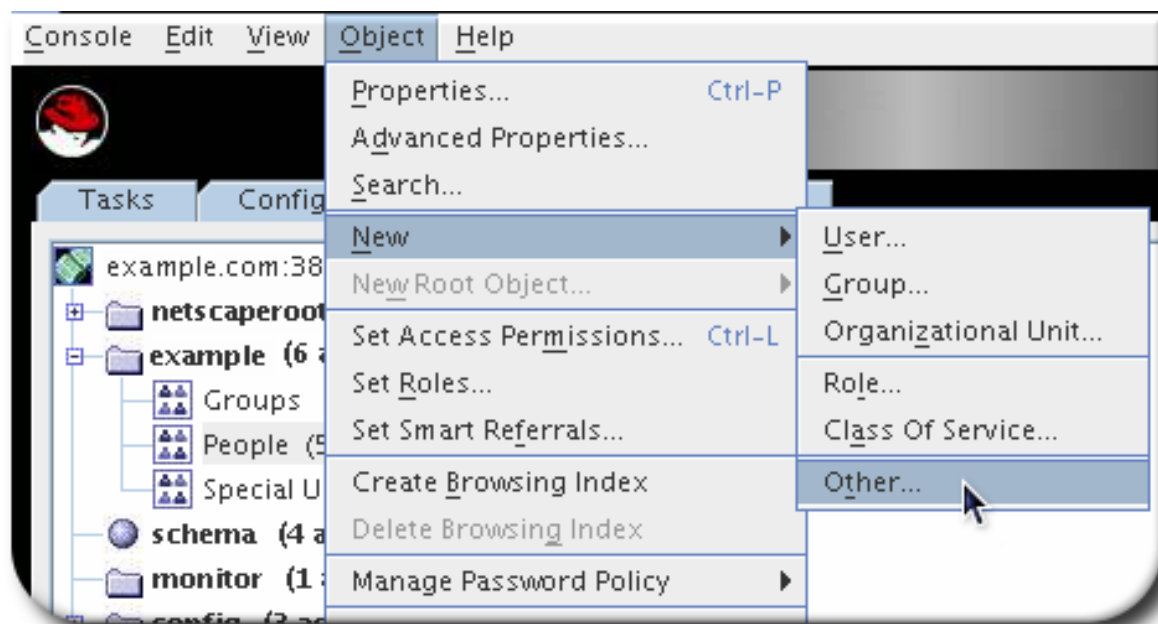 Console Edit View Object Help
Properties... Ctrl-P
Advanced Properties...
Search...
Tasks Config
New
New Root Object...
Set Access Permissions... Ctrl-L
Set Roles...
Set Smart Referrals...
Create Browsing Index
Delete Browsing Index
Manage Password Policy
User...
Group...
Organizational Unit...
Role...
Class Of Service...
Other...
example.com:38
netscaperoot
example (6 a
Groups
People (5
Special U
schema (4 a
monitor (1
config (3 ac